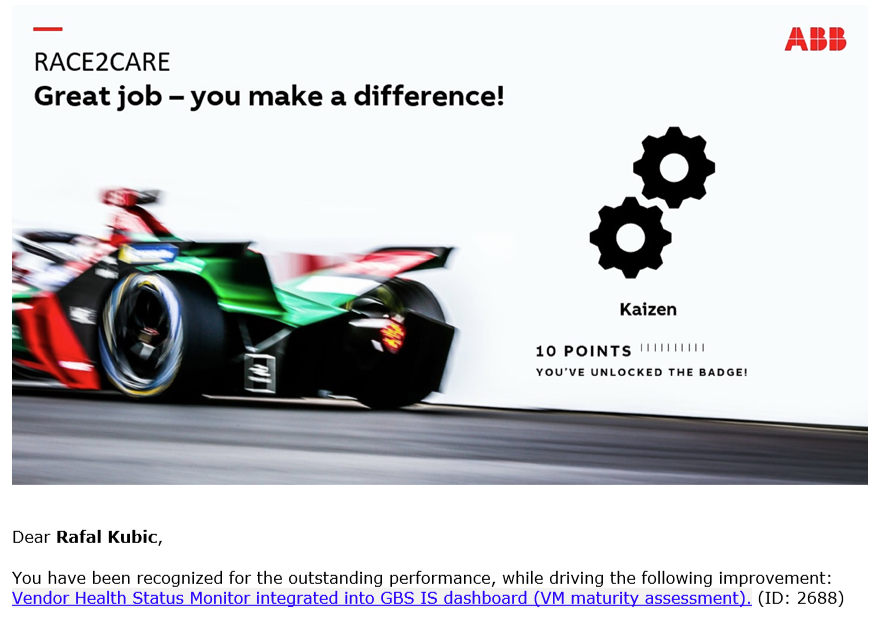 ABB
RACE2CARE
Great job – you make a difference!
Kaizen
10 POINTS ||||||||||
YOU'VE UNLOCKED THE BADGE!
Dear Rafal Kubic,
You have been recognized for the outstanding performance, while driving the following improvement:
Vendor Health Status Monitor integrated into GBS IS dashboard (VM maturity assessment). (ID: 2688)